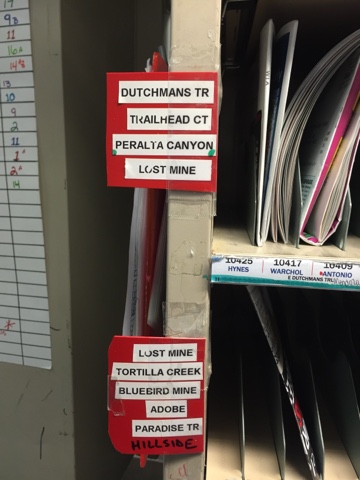 DUTCHMANS TR
TRAILHEAD CT
PERALTA CANYON
LOST MINE
10425 10417 10409
HYNES WARCHOL ANTONIO
E DUTCHMANS TRL
LOST MINE
TORTILLA CREEK
BLUEBIRD MINE
ADOBE
PARADISE TR
HILLSIDE